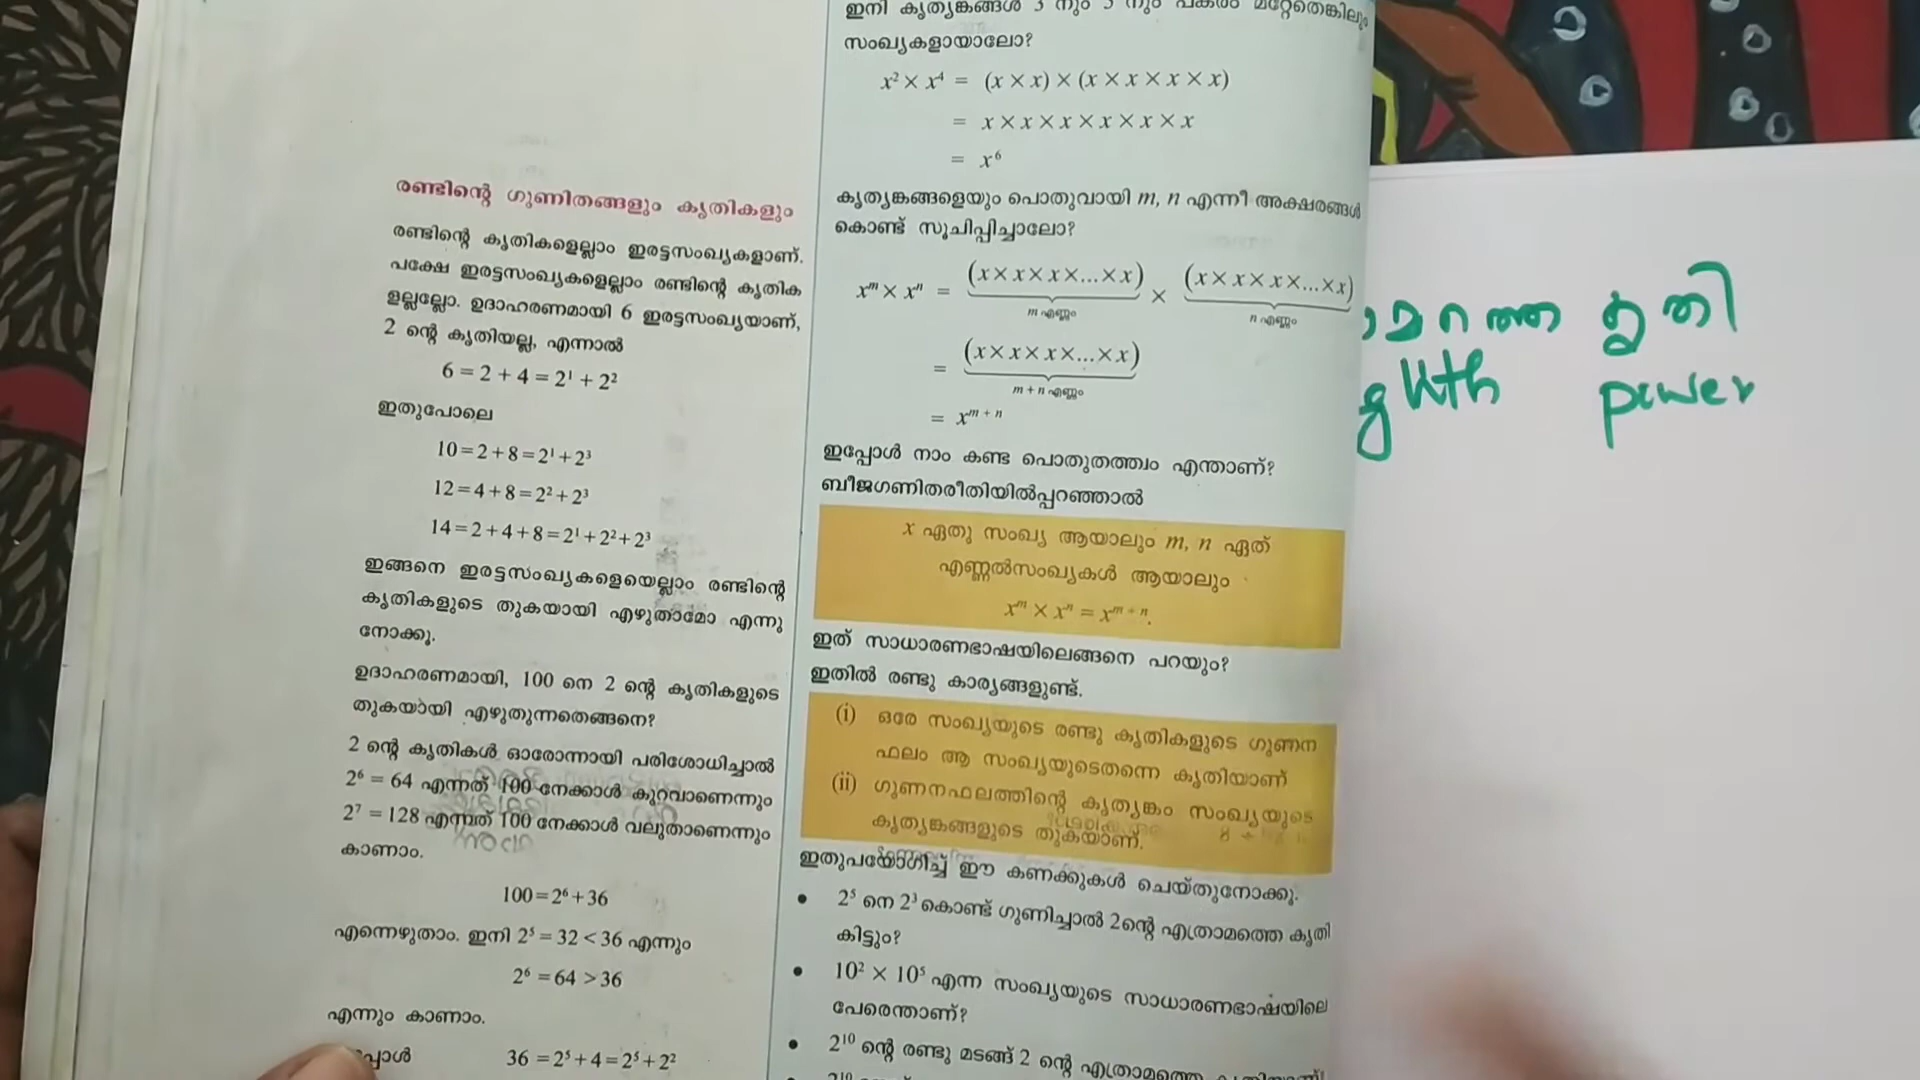 രണ്ടിന്റെ ഗുണിതങ്ങളും കൃതികളും
രണ്ടിന്റെ കൃതികളെല്ലാം ഇരട്ടസംഖ്യകളാണ്.
പക്ഷേ ഇരട്ടസംഖ്യകളെല്ലാം രണ്ടിന്റെ കൃതിക
ളല്ലല്ലോ. ഉദാഹരണമായി 6 ഇരട്ടസംഖ്യയാണ്,
2 ന്റെ കൃതിയല്ല, എന്നാൽ
6 = 2 + 4 = 2¹ + 2²
ഇതുപോലെ
10 = 2 + 8 = 2¹ + 2³
12 = 4 + 8 = 2² + 2³
14 = 2 + 4 + 8 = 2¹ + 2² + 2³
ഇങ്ങനെ ഇരട്ടസംഖ്യകളെയെല്ലാം രണ്ടിന്റെ
കൃതികളുടെ തുകയായി എഴുതാമോ എന്നു
നോക്കൂ.
ഉദാഹരണമായി, 100 നെ 2 ന്റെ കൃതികളുടെ
തുകയായി എഴുതുന്നതെങ്ങനെ?
2 ന്റെ കൃതികൾ ഓരോന്നായി പരിശോധിച്ചാൽ
2⁶ = 64 എന്നത് 100 നേക്കാൾ കുറവാണെന്നും
2⁷ = 128 എന്നത് 100 നേക്കാൾ വലുതാണെന്നും
കാണാം.
100 = 2⁶ + 36
എന്നെഴുതാം. ഇനി 2⁵ = 32 < 36 എന്നും
2⁶ = 64 > 36
എന്നും കാണാം.
36 = 2⁵ + 4 = 2⁵ + 2²
ഇനി കൃത്യങ്കങ്ങൾ 3 നും 5 നും പകരം മറ്റേതെങ്കിലും
സംഖ്യകളായാലോ?
x² × x⁴ = (x × x) × (x × x × x × x)
= x × x × x × x × x × x
= x⁶
കൃത്യങ്കങ്ങളെയും പൊതുവായി m, n എന്നീ അക്ഷരങ്ങൾ
കൊണ്ട് സൂചിപ്പിച്ചാലോ?
xᵐ × xⁿ = (x × x × x × ... × x) × (x × x × x × ... × x)
m എണ്ണം n എണ്ണം
= (x × x × x × ... × x)
m + n എണ്ണം
= xᵐ ⁺ ⁿ
ഇപ്പോൾ നാം കണ്ട പൊതുതത്ത്വം എന്താണ്?
ബീജഗണിതരീതിയിൽപ്പറഞ്ഞാൽ
x ഏതു സംഖ്യ ആയാലും m, n ഏത്
എണ്ണൽസംഖ്യകൾ ആയാലും
xᵐ × xⁿ = xᵐ ⁺ ⁿ.
ഇത് സാധാരണഭാഷയിലെങ്ങനെ പറയും?
ഇതിൽ രണ്ടു കാര്യങ്ങളുണ്ട്.
(i) ഒരേ സംഖ്യയുടെ രണ്ടു കൃതികളുടെ ഗുണന
ഫലം ആ സംഖ്യയുടെതന്നെ കൃതിയാണ്
(ii) ഗുണനഫലത്തിന്റെ കൃത്യങ്കം സംഖ്യയുടെ
കൃത്യങ്കങ്ങളുടെ തുകയാണ്.
ഇതുപയോഗിച്ച് ഈ കണക്കുകൾ ചെയ്തുനോക്കൂ.
• 2⁵ നെ 2³ കൊണ്ട് ഗുണിച്ചാൽ 2ന്റെ എത്രാമത്തെ കൃതി
കിട്ടും?
• 10² × 10⁵ എന്ന സംഖ്യയുടെ സാധാരണഭാഷയിലെ
പേരെന്താണ്?
• 2¹⁰ ന്റെ രണ്ടു മടങ്ങ് 2 ന്റെ എത്രാമത്തെ
കൃതി
power